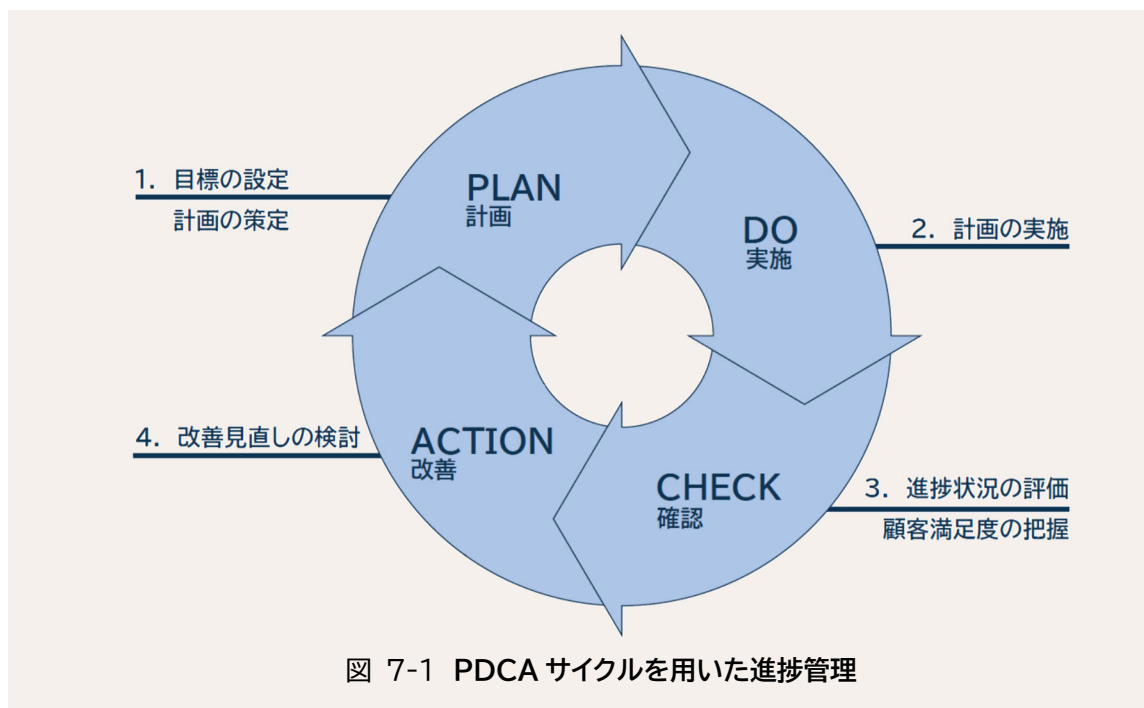 1. 目標の設定
計画の策定
PLAN
計画
DO
実施
2. 計画の実施
4. 改善見直しの検討
ACTION
改善
CHECK
確認
3. 進捗状況の評価
顧客満足度の把握
図 7-1 PDCA サイクルを用いた進捗管理